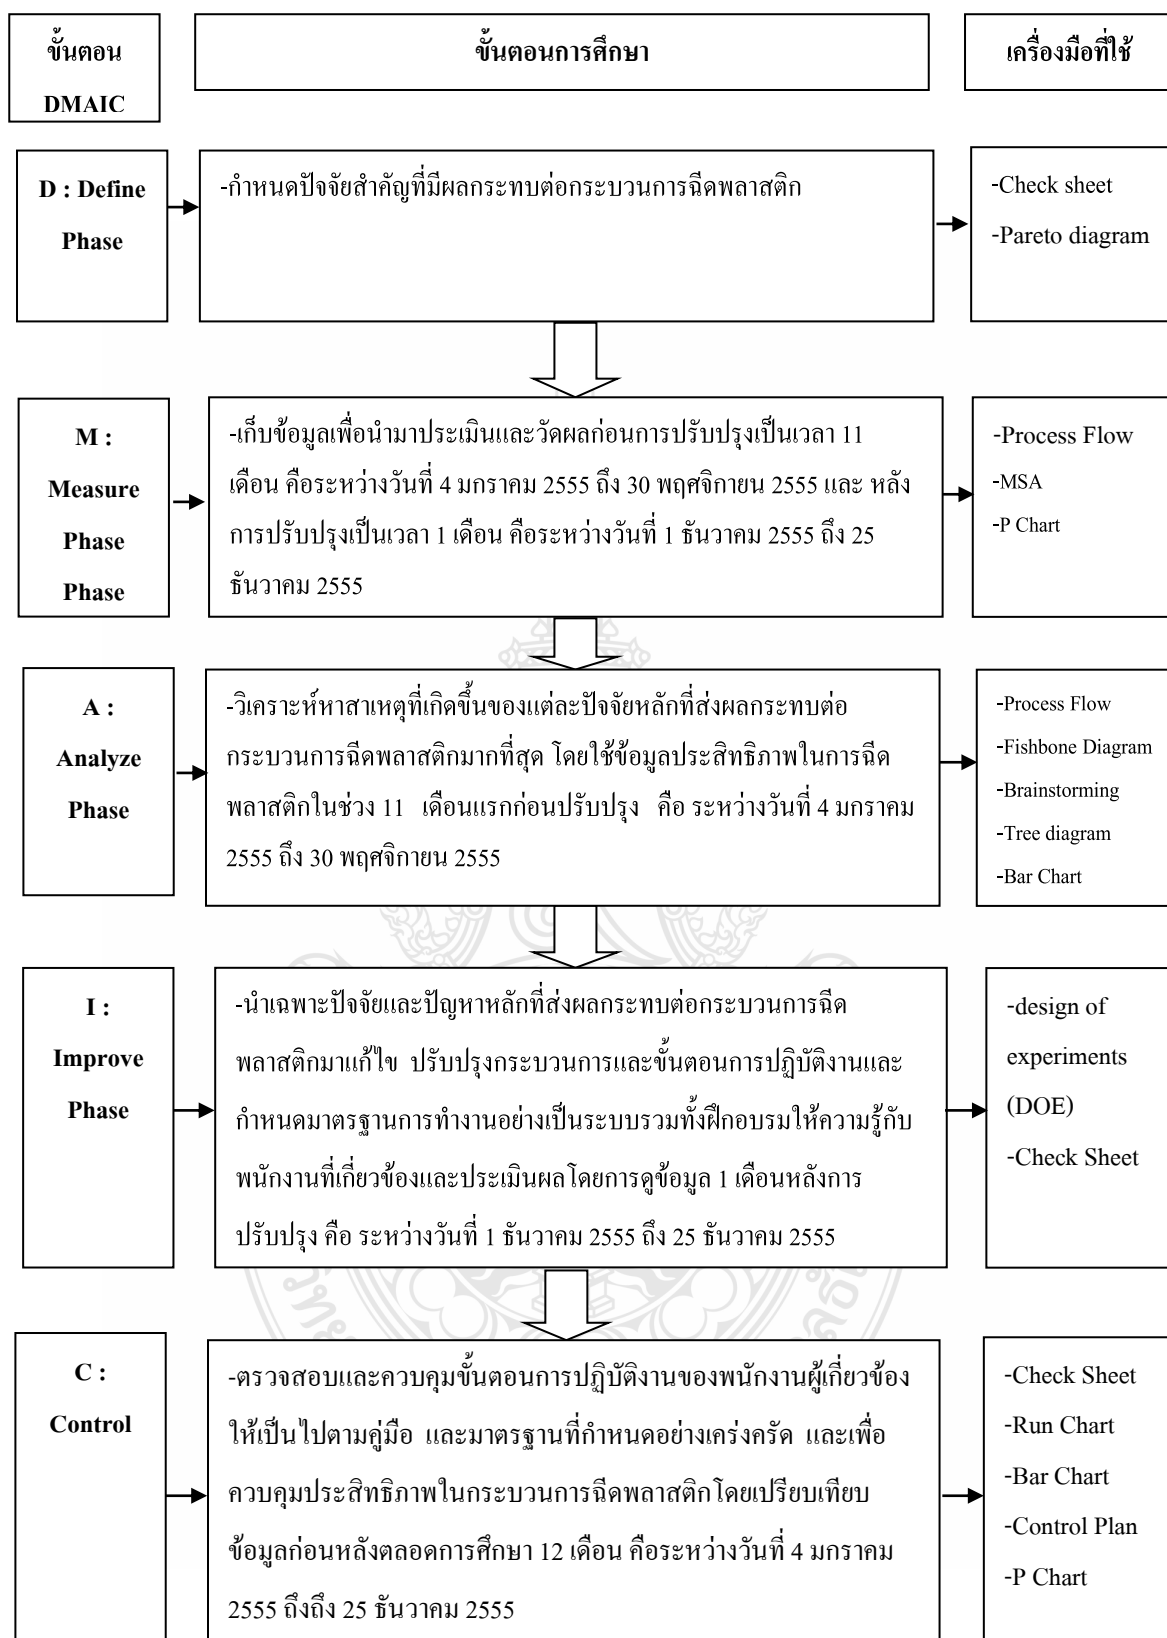 ขั้นตอน
DMAIC
ขั้นตอนการศึกษา
เครื่องมือที่ใช้
D : Define
Phase
-กำหนดปัจจัยสำคัญที่มีผลกระทบต่อกระบวนการฉีดพลาสติก
-Check sheet
-Pareto diagram
M :
Measure
Phase
Phase
-เก็บข้อมูลเพื่อนำมาประเมินและวัดผลก่อนการปรับปรุงเป็นเวลา 11
เดือน คือระหว่างวันที่ 4 มกราคม 2555 ถึง 30 พฤศจิกายน 2555 และ หลัง
การปรับปรุงเป็นเวลา 1 เดือน คือระหว่างวันที่ 1 ธันวาคม 2555 ถึง 25
ธันวาคม 2555
-Process Flow
-MSA
-P Chart
A :
Analyze
Phase
-วิเคราะห์หาสาเหตุที่เกิดขึ้นของแต่ละปัจจัยหลักที่ส่งผลกระทบต่อ
กระบวนการฉีดพลาสติกมากที่สุด โดยใช้ข้อมูลประสิทธิภาพในการฉีด
พลาสติกในช่วง 11 เดือนแรกก่อนปรับปรุง คือ ระหว่างวันที่ 4 มกราคม
2555 ถึง 30 พฤศจิกายน 2555
-Process Flow
-Fishbone Diagram
-Brainstorming
-Tree diagram
-Bar Chart
I :
Improve
Phase
-นำเฉพาะปัจจัยและปัญหาหลักที่ส่งผลกระทบต่อกระบวนการฉีด
พลาสติกมาแก้ไข ปรับปรุงกระบวนการและขั้นตอนการปฏิบัติงานและ
กำหนดมาตรฐานการทำงานอย่างเป็นระบบรวมทั้งฝึกอบรมให้ความรู้กับ
พนักงานที่เกี่ยวข้องและประเมินผลโดยการดูข้อมูล 1 เดือนหลังการ
ปรับปรุง คือ ระหว่างวันที่ 1 ธันวาคม 2555 ถึง 25 ธันวาคม 2555
-design of
experiments
(DOE)
-Check Sheet
C :
Control
-ตรวจสอบและควบคุมขั้นตอนการปฏิบัติงานของพนักงานผู้เกี่ยวข้อง
ให้เป็นไปตามคู่มือ และมาตรฐานที่กำหนดอย่างเคร่งครัด และเพื่อ
ควบคุมประสิทธิภาพในกระบวนการฉีดพลาสติกโดยเปรียบเทียบ
ข้อมูลก่อนหลังตลอดการศึกษา 12 เดือน คือระหว่างวันที่ 4 มกราคม
2555 ถึงถึง 25 ธันวาคม 2555
-Check Sheet
-Run Chart
-Bar Chart
-Control Plan
-P Chart